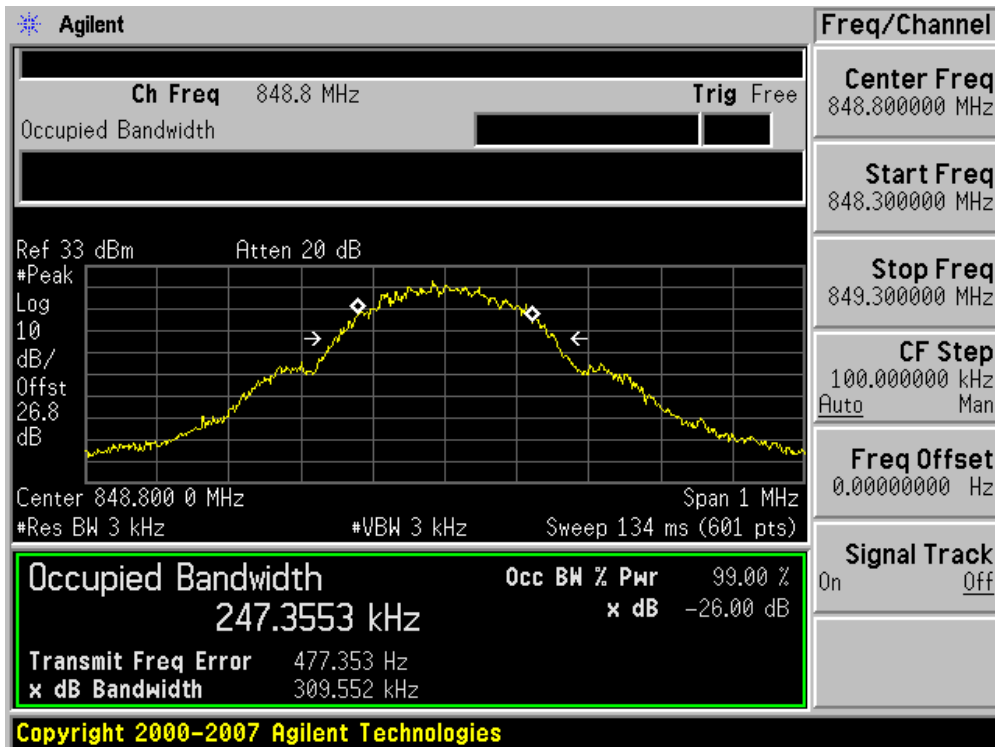 Agilent
Freq/Channel
Ch Freq 848.8 MHz Trig Free
Occupied Bandwidth
Center Freq
848.800000 MHz
Start Freq
848.300000 MHz
Stop Freq
849.300000 MHz
CF Step
100.000000 kHz
Auto Man
Freq Offset
0.00000000 Hz
Signal Track
On Off
Ref 33 dBm Atten 20 dB
#Peak
Log
10
dB/
Offst
26.8
dB
Center 848.800 0 MHz Span 1 MHz
#Res BW 3 kHz #VBW 3 kHz Sweep 134 ms (601 pts)
Occupied Bandwidth
247.3553 kHz
Occ BW % Pwr 99.00 %
x dB -26.00 dB
Transmit Freq Error 477.353 Hz
x dB Bandwidth 309.552 kHz
Copyright 2000-2007 Agilent Technologies